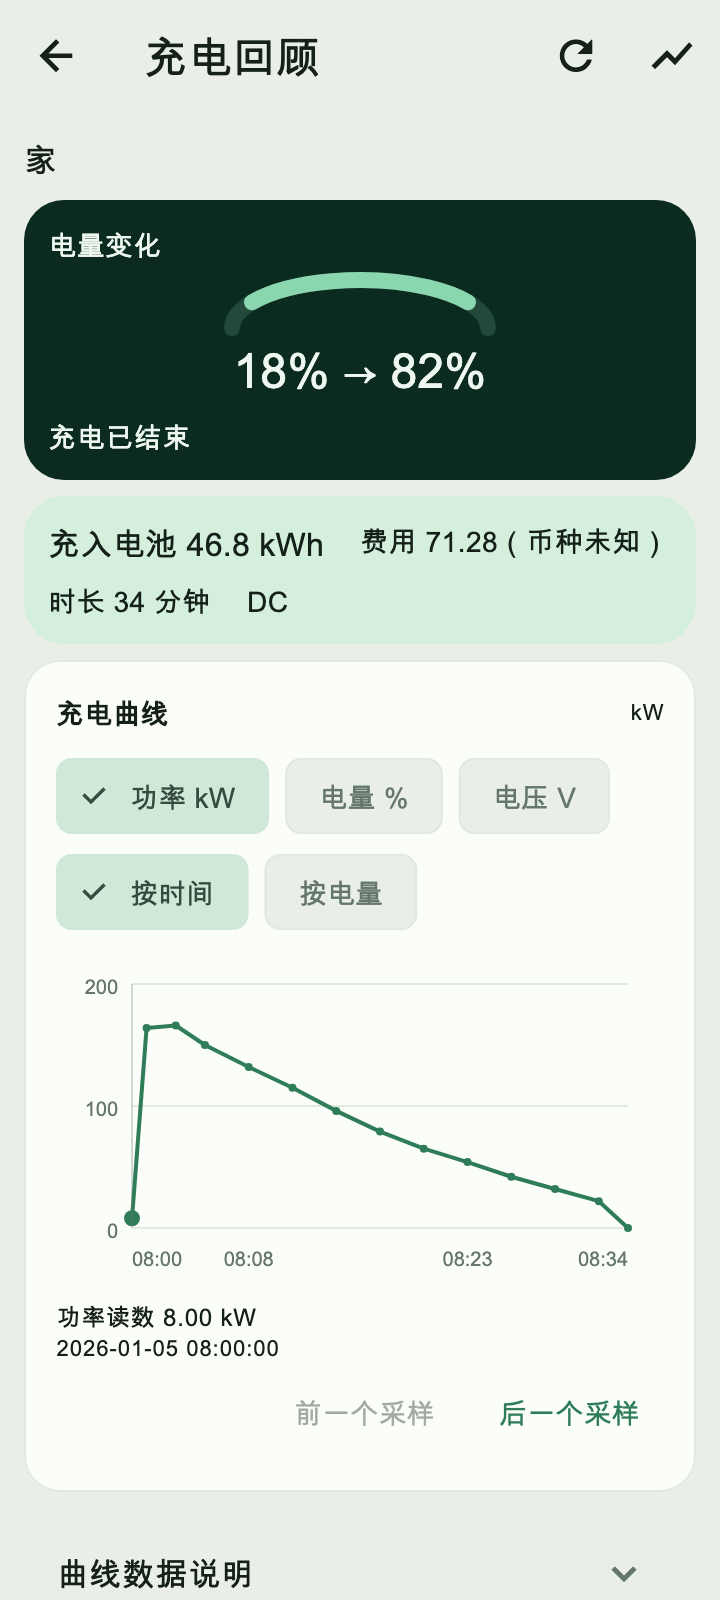 充电回顾
家
电量变化
18% → 82%
充电已结束
充入电池 46.8 kWh 费用 71.28 ( 币种未知 )
时长 34 分钟 DC
充电曲线 kW
功率 kW 电量 % 电压 V
按时间 按电量
200
100
0
08:00 08:08 08:23 08:34
功率读数 8.00 kW
2026-01-05 08:00:00
前一个采样 后一个采样
曲线数据说明